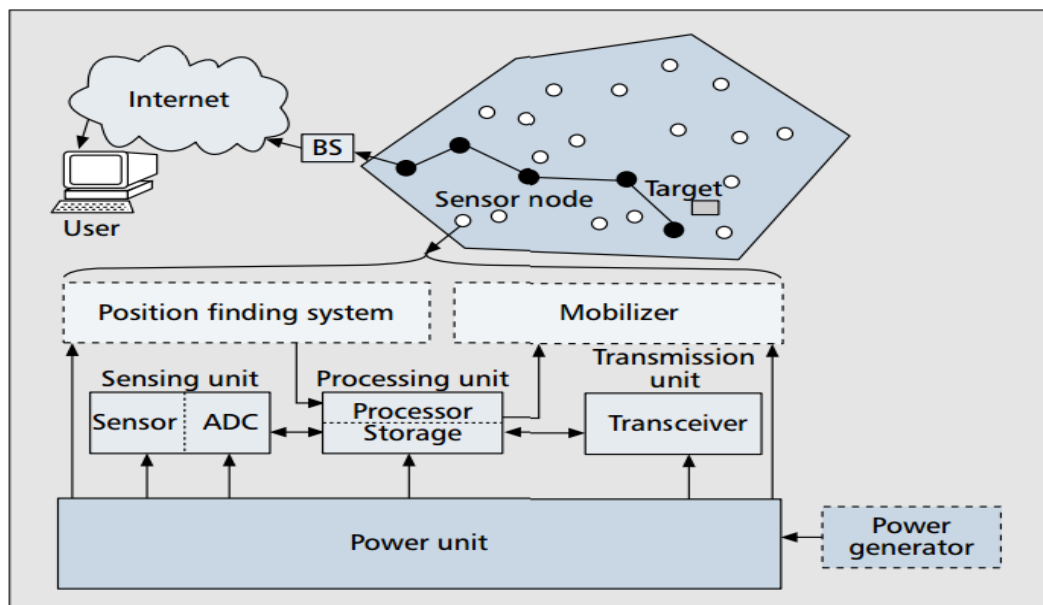 Internet
BS
User
Sensor node
Target
Position finding system
Mobilizer
Sensing unit
Processing unit
Transmission
unit
Sensor
ADC
Processor
Storage
Transceiver
Power unit
Power
generator